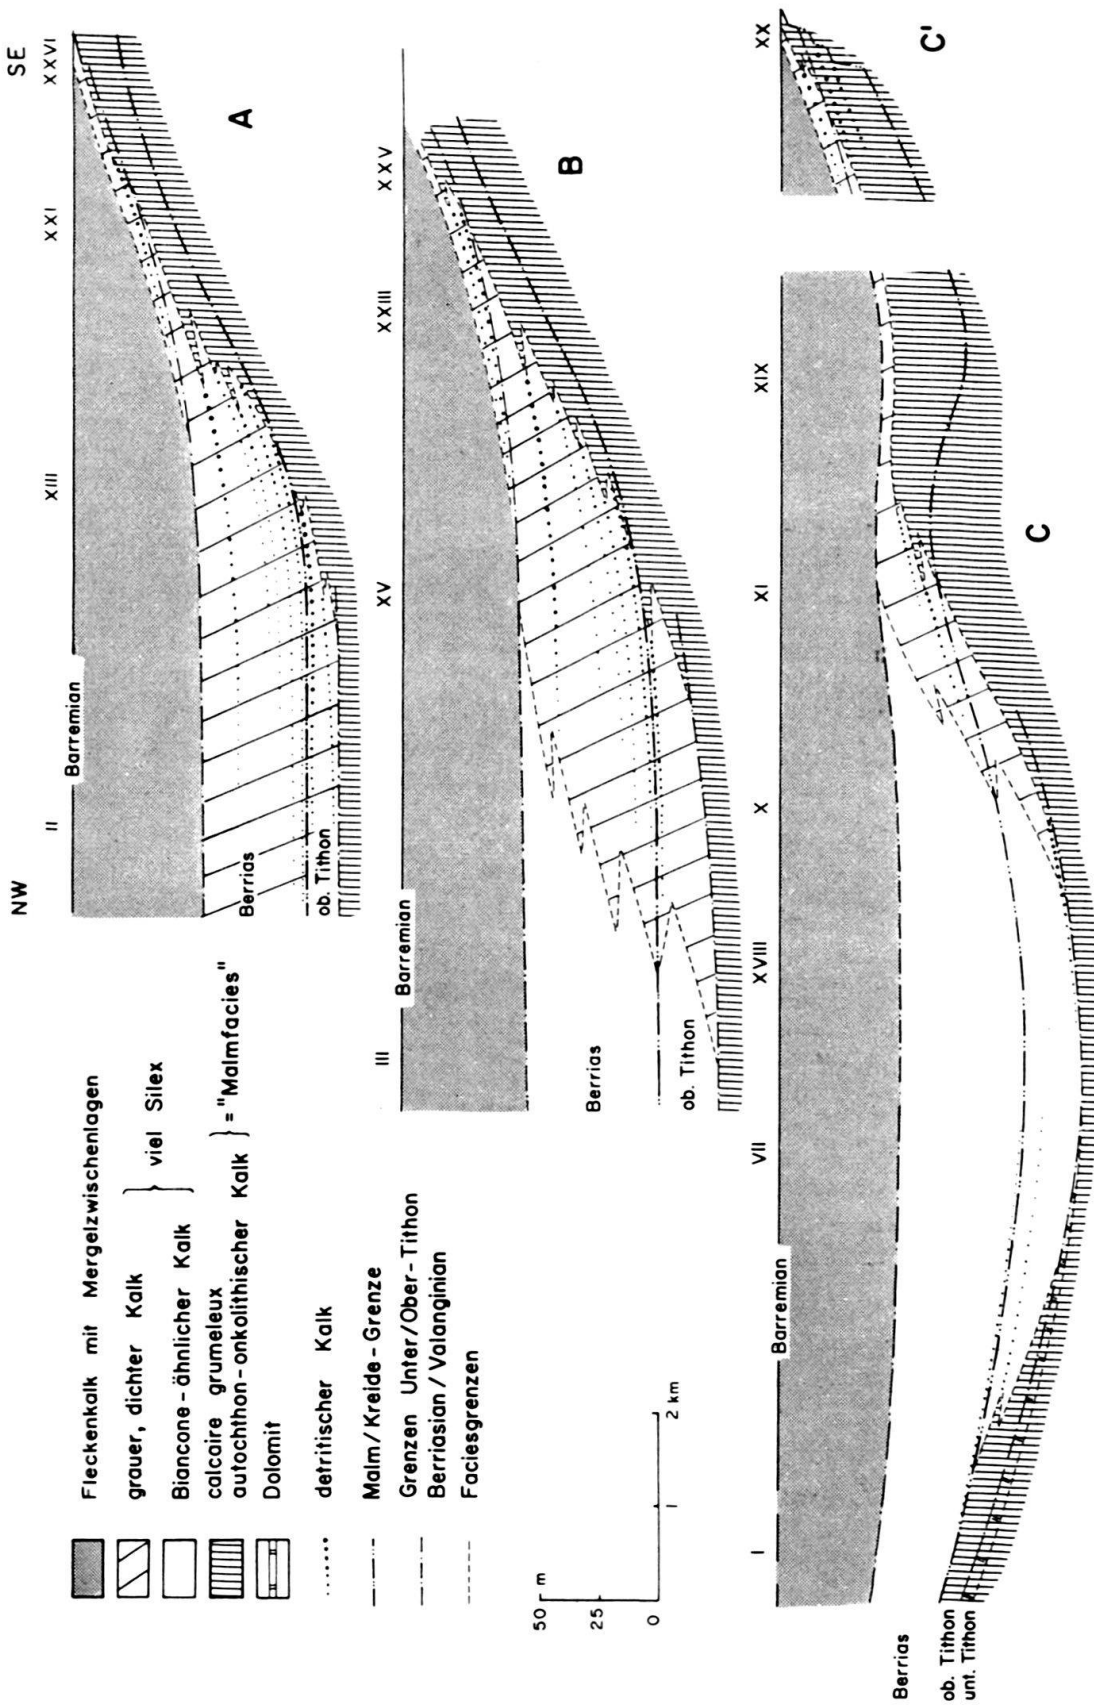 NW
SE
II
XIII
XXI
XXVI
Barremian
Berrias
ob. Tithon
A
III
XV
XXIII
XXV
Barremian
Berrias
ob. Tithon
B
I
VII
XVIII
X
XI
XIX
XX
Barremian
Berrias
ob. Tithon
unt. Tithon
C
C'
Fleckenkalk mit Mergelzwischenlagen
grauer, dichter Kalk
Biancone-ähnlicher Kalk
} viel Silex
calcaire grumeleux
autochthon-onkolithischer Kalk } = "Malmfacies"
Dolomit
detritischer Kalk
Malm/Kreide-Grenze
Grenzen Unter/Ober-Tithon
Berriasian/Valanginian
Faciesgrenzen
50 m
25
0
1
2 km